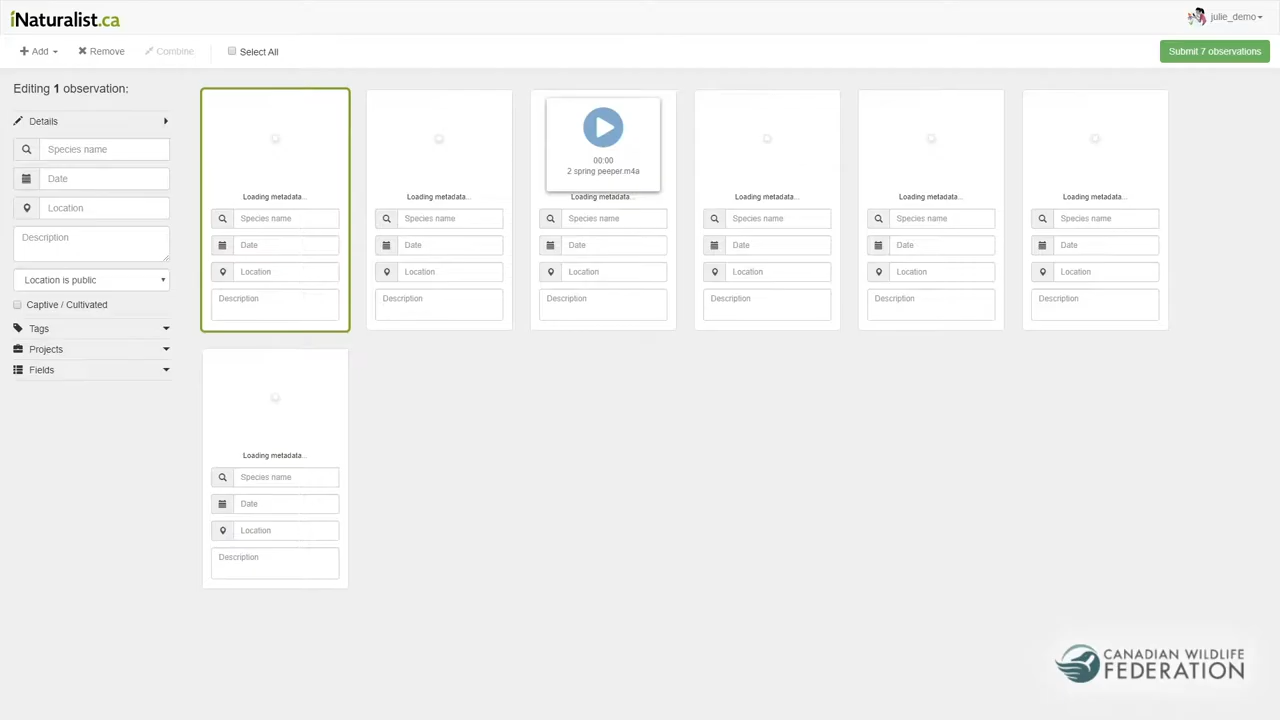 iNaturalist.ca
julie_demo
Add
Remove
Combine
Select All
Submit 7 observations
Editing 1 observation:
Details
Species name
Date
Location
Description
Location is public
Captive / Cultivated
Tags
Projects
Fields
Loading metadata...
Species name
Date
Location
Description
Loading metadata...
Species name
Date
Location
Description
00:00
2 spring peeper.m4a
Loading metadata...
Species name
Date
Location
Description
Loading metadata...
Species name
Date
Location
Description
Loading metadata...
Species name
Date
Location
Description
Loading metadata...
Species name
Date
Location
Description
Loading metadata...
Species name
Date
Location
Description
CANADIAN WILDLIFE
FEDERATION